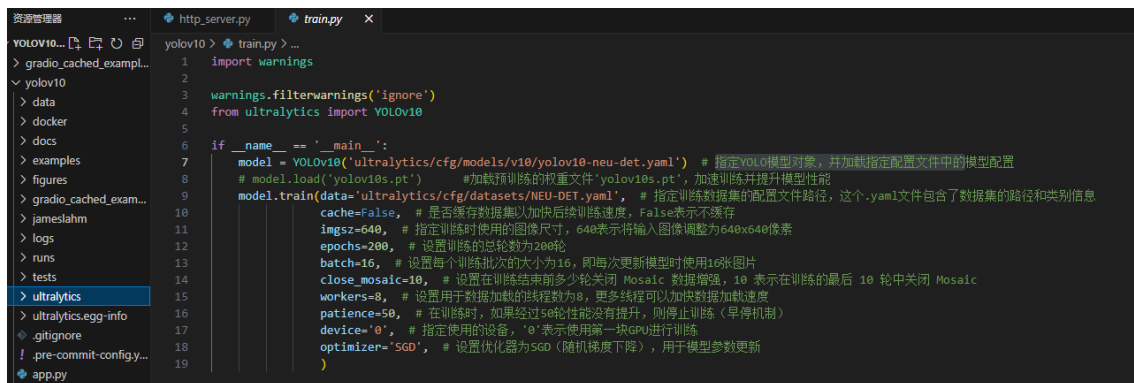 资源管理器 ···
http_server.py
train.py ×
YOLOV10...
yolov10 > train.py > ...
> gradio_cached_exampl...
∨ yolov10
> data
> docker
> docs
> examples
> figures
> gradio_cached_exam...
> jameslahm
> logs
> runs
> tests
> ultralytics
> ultralytics.egg-info
.gitignore
! .pre-commit-config.y...
app.py
1 import warnings
2
3 warnings.filterwarnings('ignore')
4 from ultralytics import YOLOv10
5
6 if __name__ == '__main__':
7 model = YOLOv10('ultralytics/cfg/models/v10/yolov10-neu-det.yaml') # 指定YOLO模型对象，并加载指定配置文件中的模型配置
8 # model.load('yolov10s.pt') #加载预训练的权重文件'yolov10s.pt'，加速训练并提升模型性能
9 model.train(data='ultralytics/cfg/datasets/NEU-DET.yaml', # 指定训练数据集的配置文件路径，这个.yaml文件包含了数据集的路径和类别信息
10 cache=False, # 是否缓存数据集以加快后续训练速度，False表示不缓存
11 imgsz=640, # 指定训练时使用的图像尺寸，640表示将输入图像调整为640x640像素
12 epochs=200, # 设置训练的总轮数为200轮
13 batch=16, # 设置每个训练批次的大小为16，即每次更新模型时使用16张图片
14 close_mosaic=10, # 设置在训练结束前多少轮关闭 Mosaic 数据增强，10 表示在训练的最后 10 轮中关闭 Mosaic
15 workers=8, # 设置用于数据加载的线程数为8，更多线程可以加快数据加载速度
16 patience=50, # 在训练时，如果经过50轮性能没有提升，则停止训练（早停机制）
17 device='0', # 指定使用的设备，'0'表示使用第一块GPU进行训练
18 optimizer='SGD', # 设置优化器为SGD（随机梯度下降），用于模型参数更新
19 )